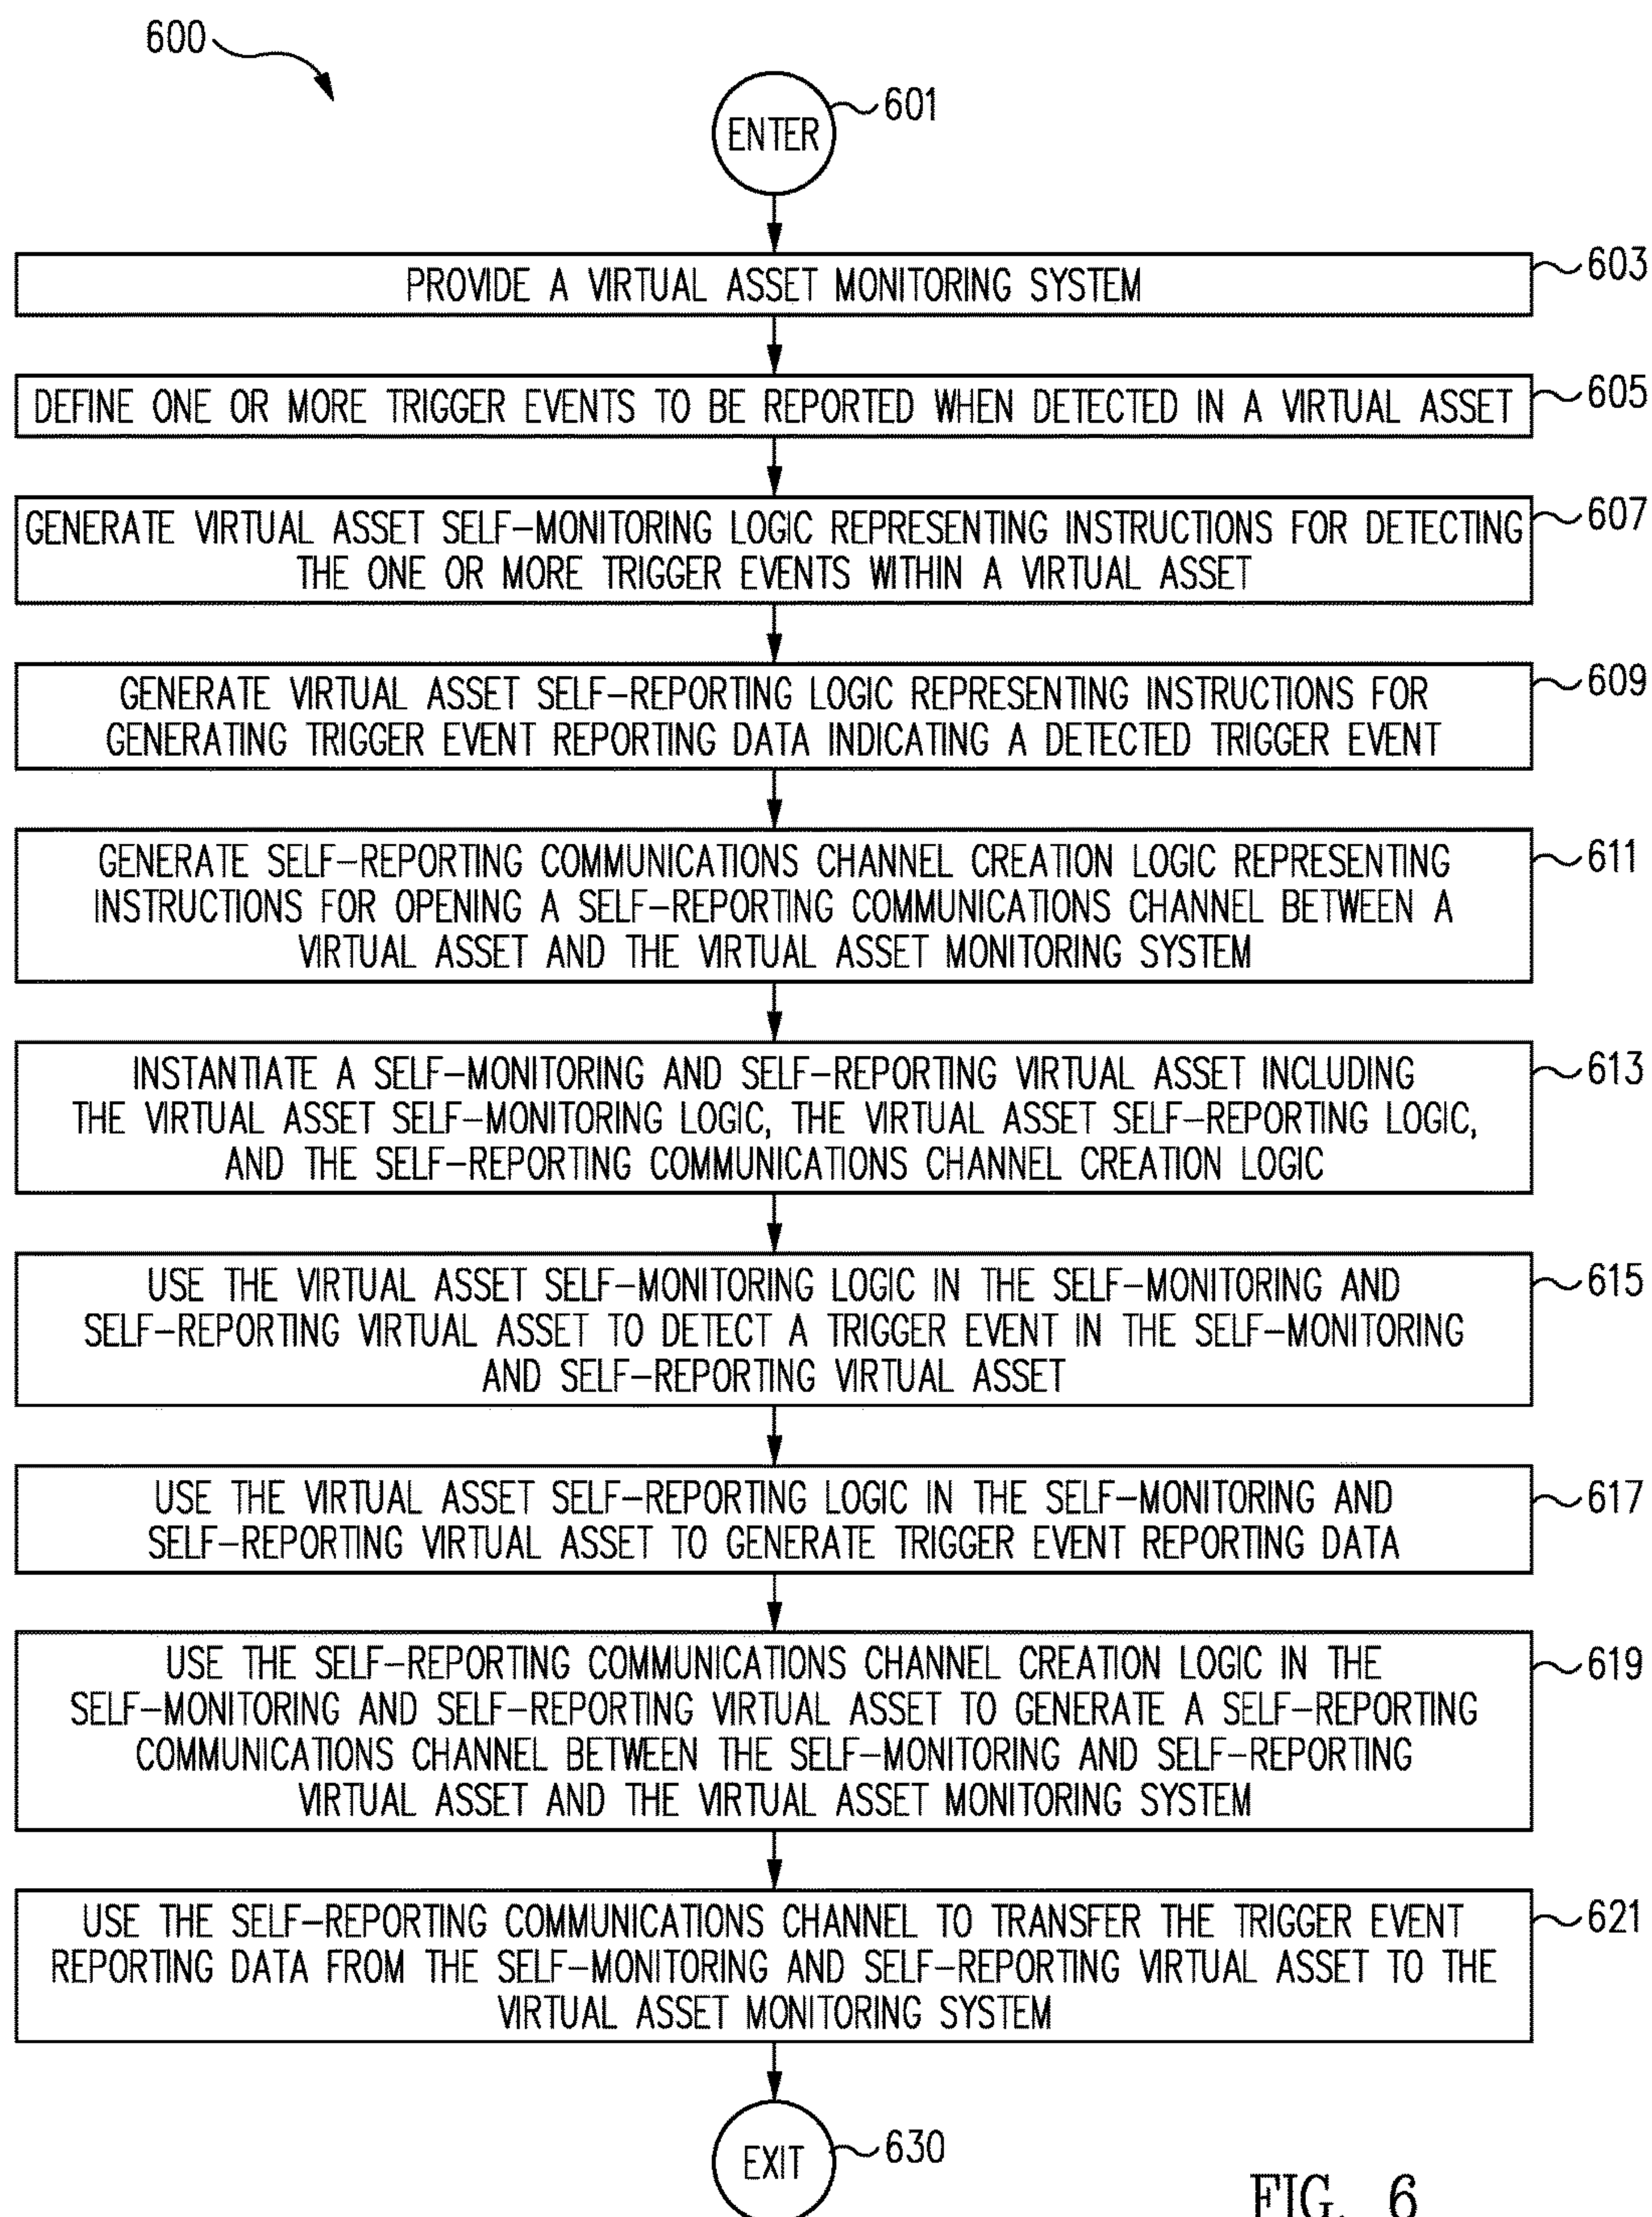 600
ENTER
601
PROVIDE A VIRTUAL ASSET MONITORING SYSTEM
603
DEFINE ONE OR MORE TRIGGER EVENTS TO BE REPORTED WHEN DETECTED IN A VIRTUAL ASSET
605
GENERATE VIRTUAL ASSET SELF-MONITORING LOGIC REPRESENTING INSTRUCTIONS FOR DETECTING
THE ONE OR MORE TRIGGER EVENTS WITHIN A VIRTUAL ASSET
607
GENERATE VIRTUAL ASSET SELF-REPORTING LOGIC REPRESENTING INSTRUCTIONS FOR
GENERATING TRIGGER EVENT REPORTING DATA INDICATING A DETECTED TRIGGER EVENT
609
GENERATE SELF-REPORTING COMMUNICATIONS CHANNEL CREATION LOGIC REPRESENTING
INSTRUCTIONS FOR OPENING A SELF-REPORTING COMMUNICATIONS CHANNEL BETWEEN A
VIRTUAL ASSET AND THE VIRTUAL ASSET MONITORING SYSTEM
611
INSTANTIATE A SELF-MONITORING AND SELF-REPORTING VIRTUAL ASSET INCLUDING
THE VIRTUAL ASSET SELF-MONITORING LOGIC, THE VIRTUAL ASSET SELF-REPORTING LOGIC,
AND THE SELF-REPORTING COMMUNICATIONS CHANNEL CREATION LOGIC
613
USE THE VIRTUAL ASSET SELF-MONITORING LOGIC IN THE SELF-MONITORING AND
SELF-REPORTING VIRTUAL ASSET TO DETECT A TRIGGER EVENT IN THE SELF-MONITORING
AND SELF-REPORTING VIRTUAL ASSET
615
USE THE VIRTUAL ASSET SELF-REPORTING LOGIC IN THE SELF-MONITORING AND
SELF-REPORTING VIRTUAL ASSET TO GENERATE TRIGGER EVENT REPORTING DATA
617
USE THE SELF-REPORTING COMMUNICATIONS CHANNEL CREATION LOGIC IN THE
SELF-MONITORING AND SELF-REPORTING VIRTUAL ASSET TO GENERATE A SELF-REPORTING
COMMUNICATIONS CHANNEL BETWEEN THE SELF-MONITORING AND SELF-REPORTING
VIRTUAL ASSET AND THE VIRTUAL ASSET MONITORING SYSTEM
619
USE THE SELF-REPORTING COMMUNICATIONS CHANNEL TO TRANSFER THE TRIGGER EVENT
REPORTING DATA FROM THE SELF-MONITORING AND SELF-REPORTING VIRTUAL ASSET TO THE
VIRTUAL ASSET MONITORING SYSTEM
621
EXIT
630
FIG. 6